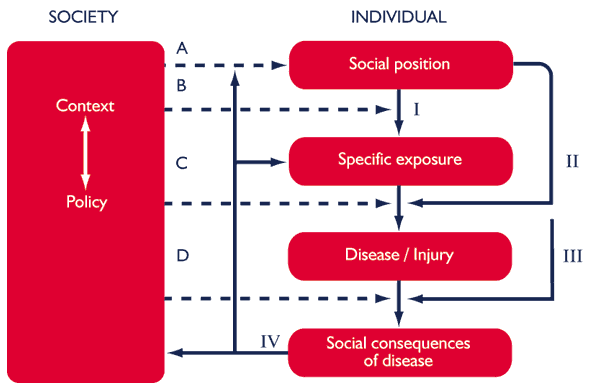 SOCIETY
INDIVIDUAL
A
Social position
B
Context
I
C
Specific exposure
II
Policy
D
Disease / Injury
III
IV
Social consequences
of disease